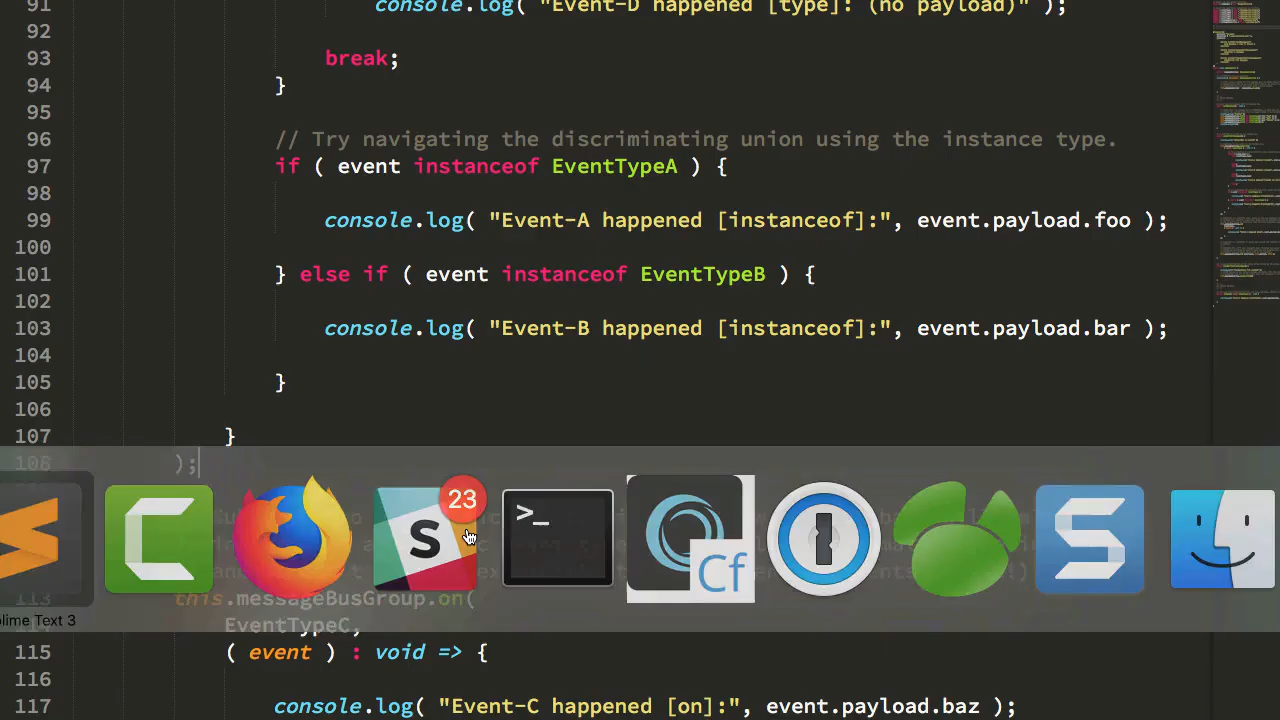 91 console.log( "Event-D happened [type]: (no payload)" );
92
93 break;
94 }
95
96 // Try navigating the discriminating union using the instance type.
97 if ( event instanceof EventTypeA ) {
98
99 console.log( "Event-A happened [instanceof]:", event.payload.foo );
100
101 } else if ( event instanceof EventTypeB ) {
102
103 console.log( "Event-B happened [instanceof]:", event.payload.bar );
104
105 }
106
107 }
108 );
23
S
>_
Cf
S
this.messageBusGroup.on(
lime Text 3
EventTypeC,
115 ( event ) : void => {
116
117 console.log( "Event-C happened [on]:", event.payload.baz );